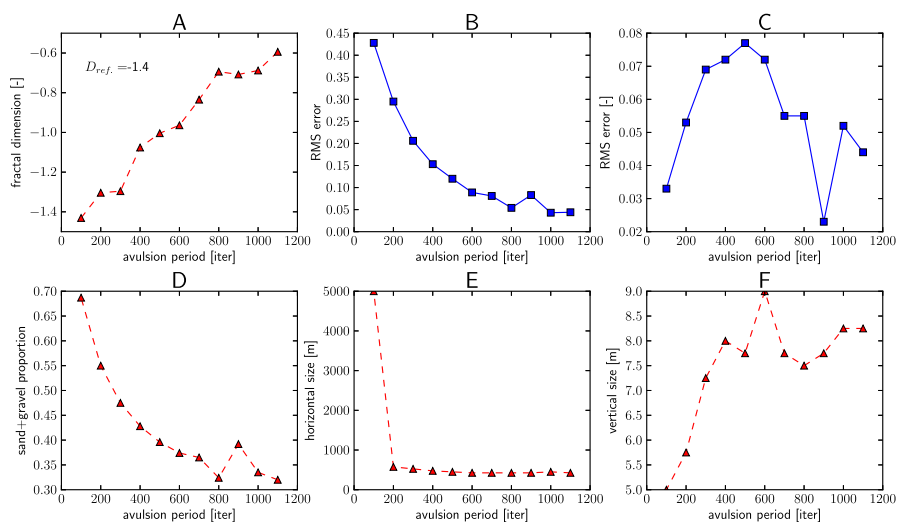 A
fractal dimension [-]
D_ref. =-1.4
−0.6
−0.8
−1.0
−1.2
−1.4
0 200 400 600 800 1000 1200
avulsion period [iter]
B
RMS error
0.45
0.40
0.35
0.30
0.25
0.20
0.15
0.10
0.05
0.00
0 200 400 600 800 1000 1200
avulsion period [iter]
C
RMS error [-]
0.08
0.07
0.06
0.05
0.04
0.03
0.02
0 200 400 600 800 1000 1200
avulsion period [iter]
D
sand+gravel proportion
0.70
0.65
0.60
0.55
0.50
0.45
0.40
0.35
0.30
0 200 400 600 800 1000 1200
avulsion period [iter]
E
horizontal size [m]
5000
4000
3000
2000
1000
0
0 200 400 600 800 1000 1200
avulsion period [iter]
F
vertical size [m]
9.0
8.5
8.0
7.5
7.0
6.5
6.0
5.5
5.0
0 200 400 600 800 1000 1200
avulsion period [iter]